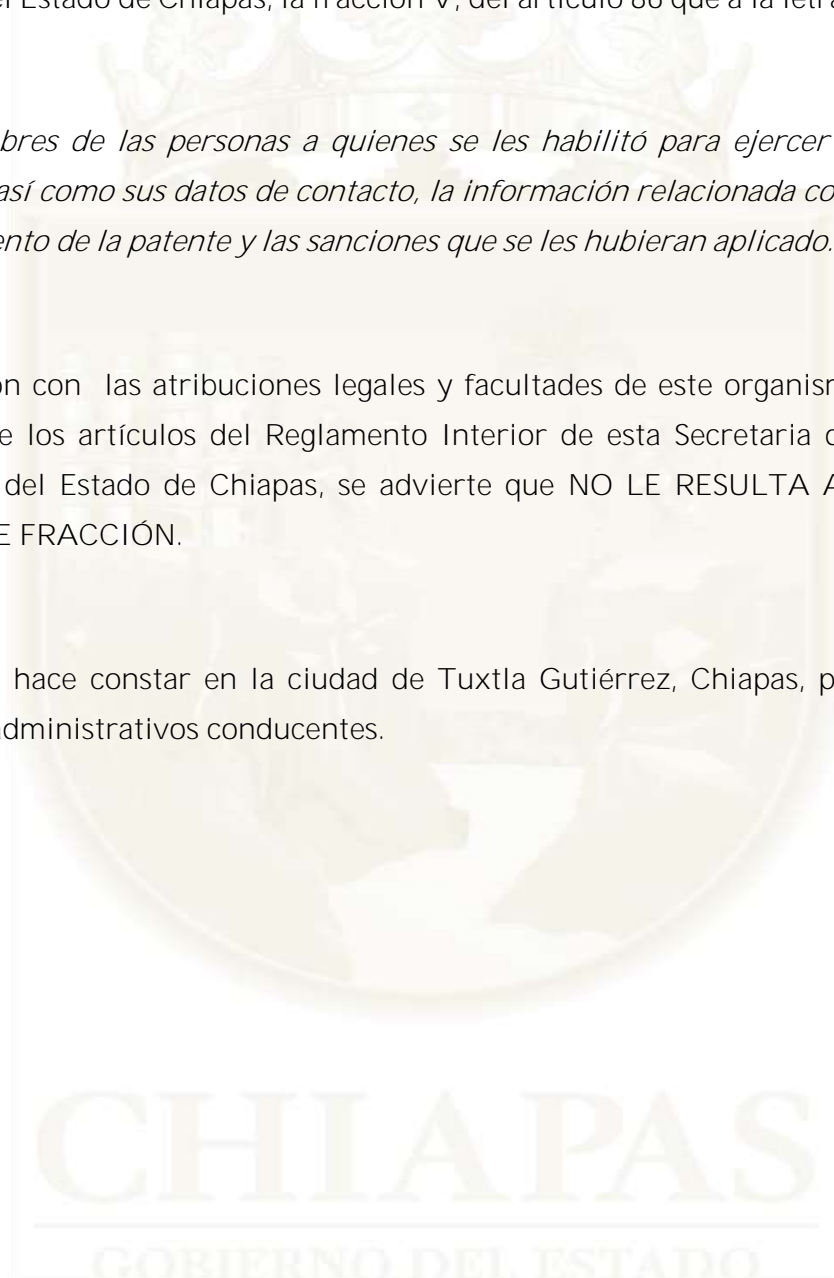 el Estado de Chiapas, la fracción V, del artículo 86 que a la letra
bres de las personas a quienes se les habilitó para ejercer
así como sus datos de contacto, la información relacionada co
ento de la patente y las sanciones que se les hubieran aplicado.
ón con las atribuciones legales y facultades de este organism
e los artículos del Reglamento Interior de esta Secretaria
del Estado de Chiapas, se advierte que NO LE RESULTA A
E FRACCIÓN.
hace constar en la ciudad de Tuxtla Gutiérrez, Chiapas, p
administrativos conducentes.
CHIAPAS
GOBIERNO DEL ESTADO